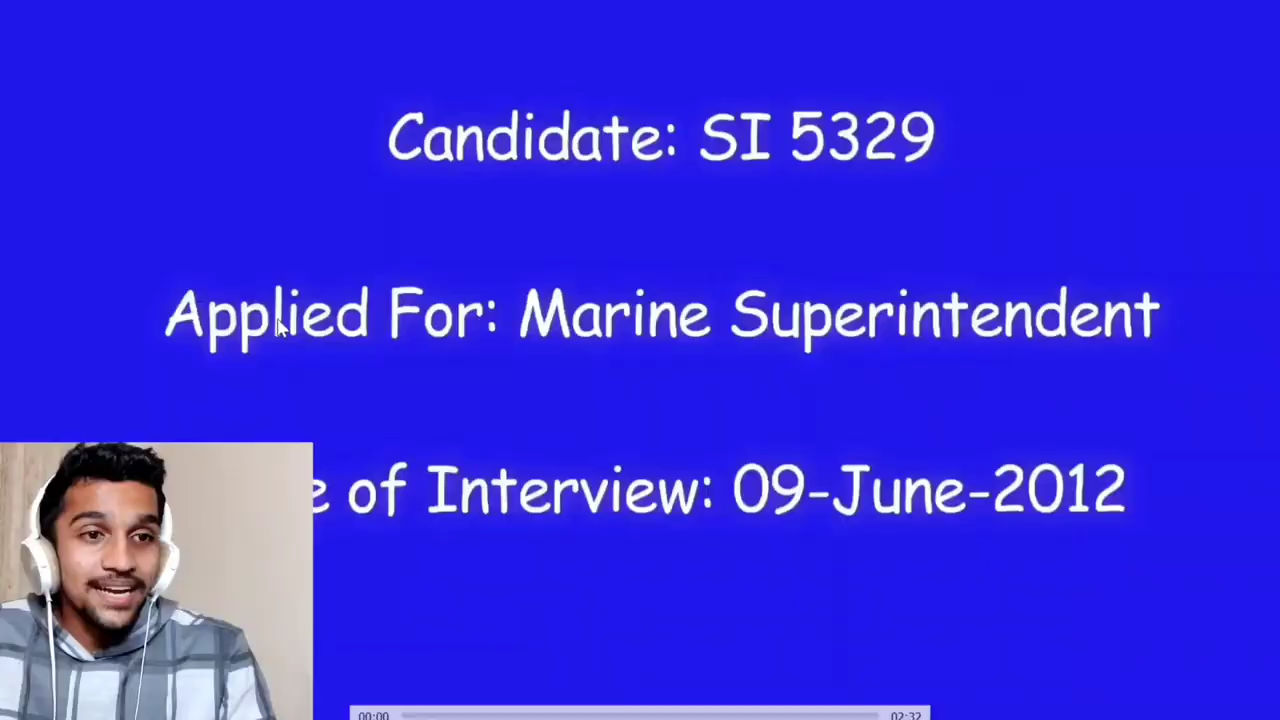 Candidate: SI 5329
Applied For: Marine Superintendent
e of Interview: 09-June-2012
00:00 02:32